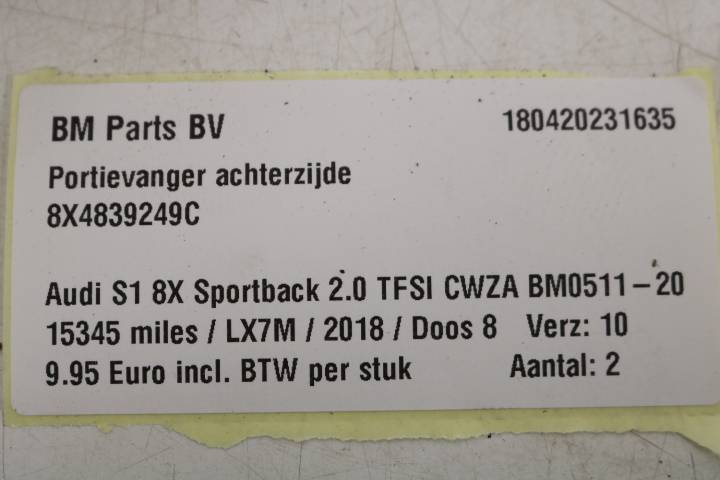 BM Parts BV 180420231635
Portievanger achterzijde
8X4839249C
Audi S1 8X Sportback 2.0 TFSI CWZA BM0511-20
15345 miles / LX7M / 2018 / Doos 8 Verz: 10
9.95 Euro incl. BTW per stuk Aantal: 2